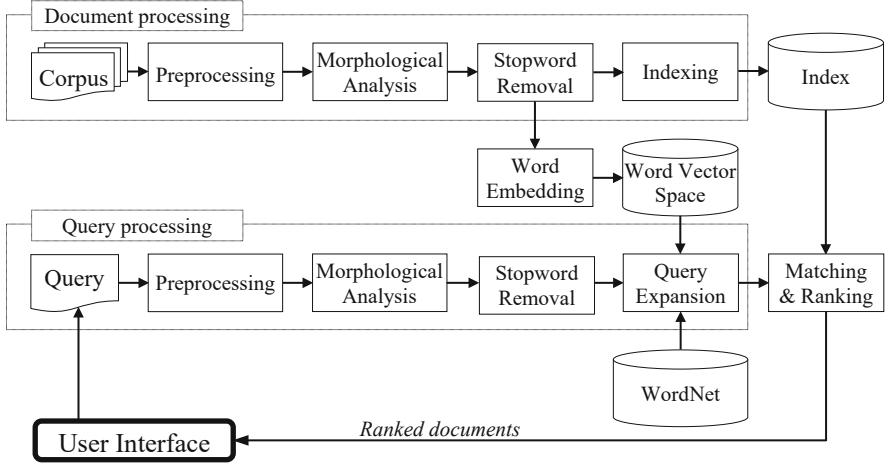 Document processing
Corpus
Preprocessing
Morphological
Analysis
Stopword
Removal
Indexing
Index
Word
Embedding
Word Vector
Space
Query processing
Query
Preprocessing
Morphological
Analysis
Stopword
Removal
Query
Expansion
Matching
& Ranking
WordNet
User Interface
Ranked documents